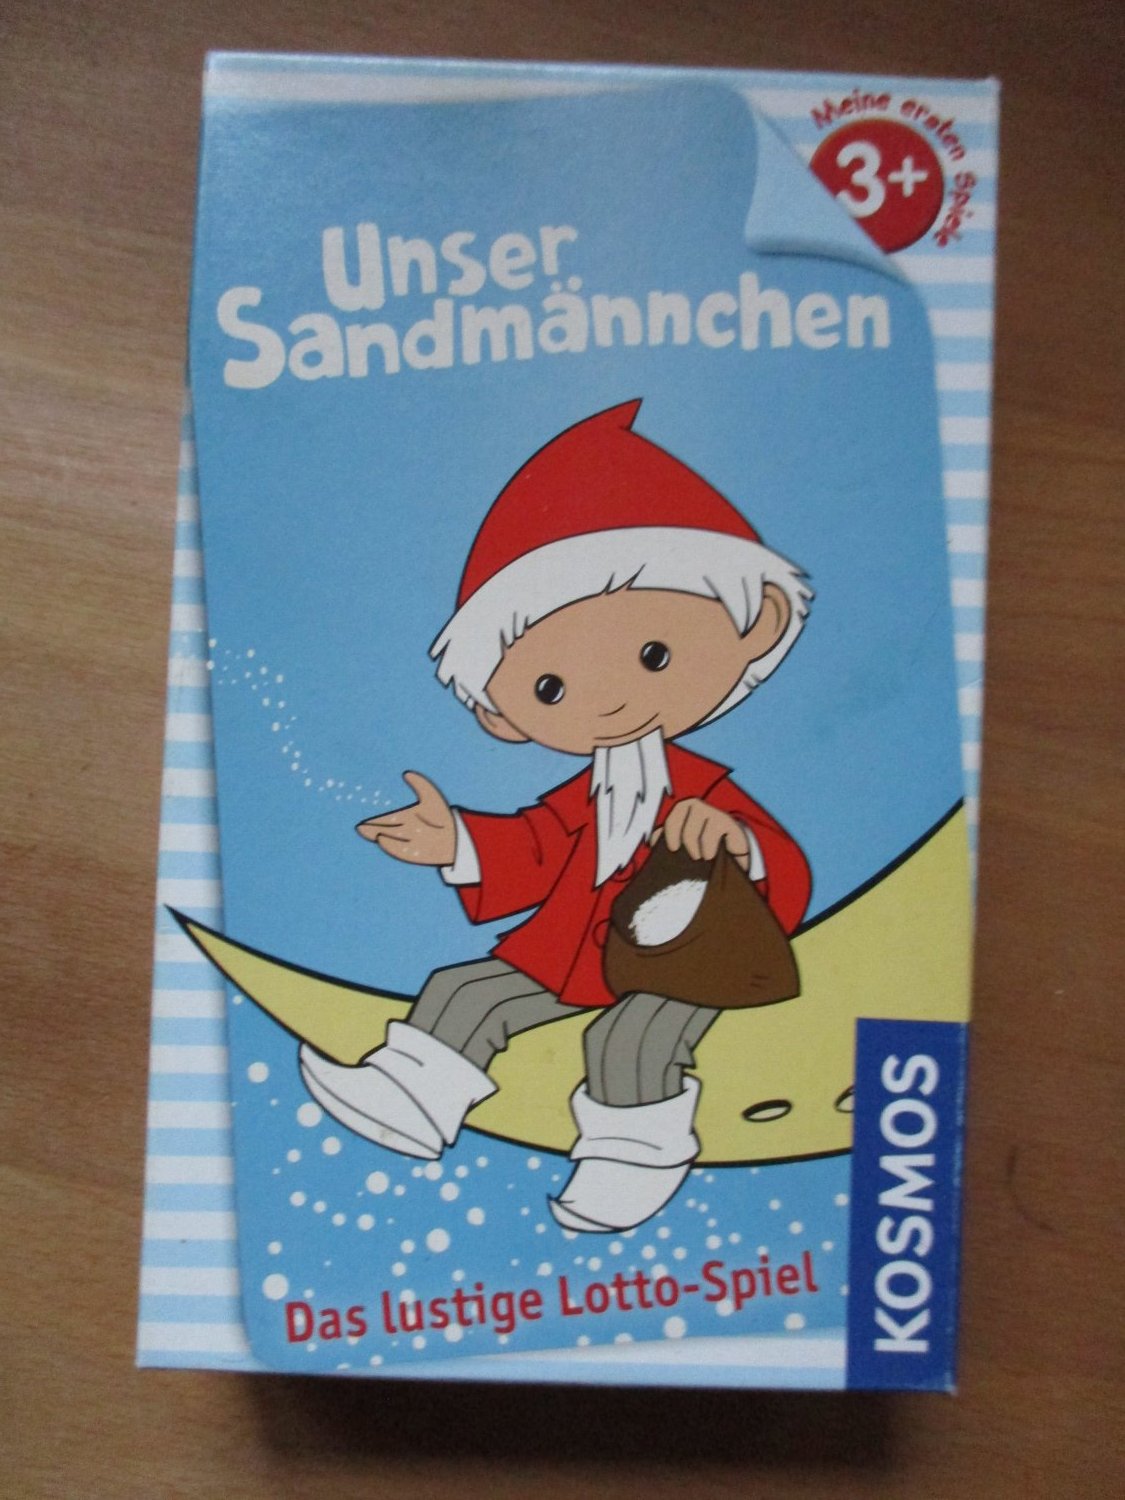 Meine ersten Spiele
3+
Unser
Sandmännchen
Das lustige Lotto-Spiel
KOSMOS